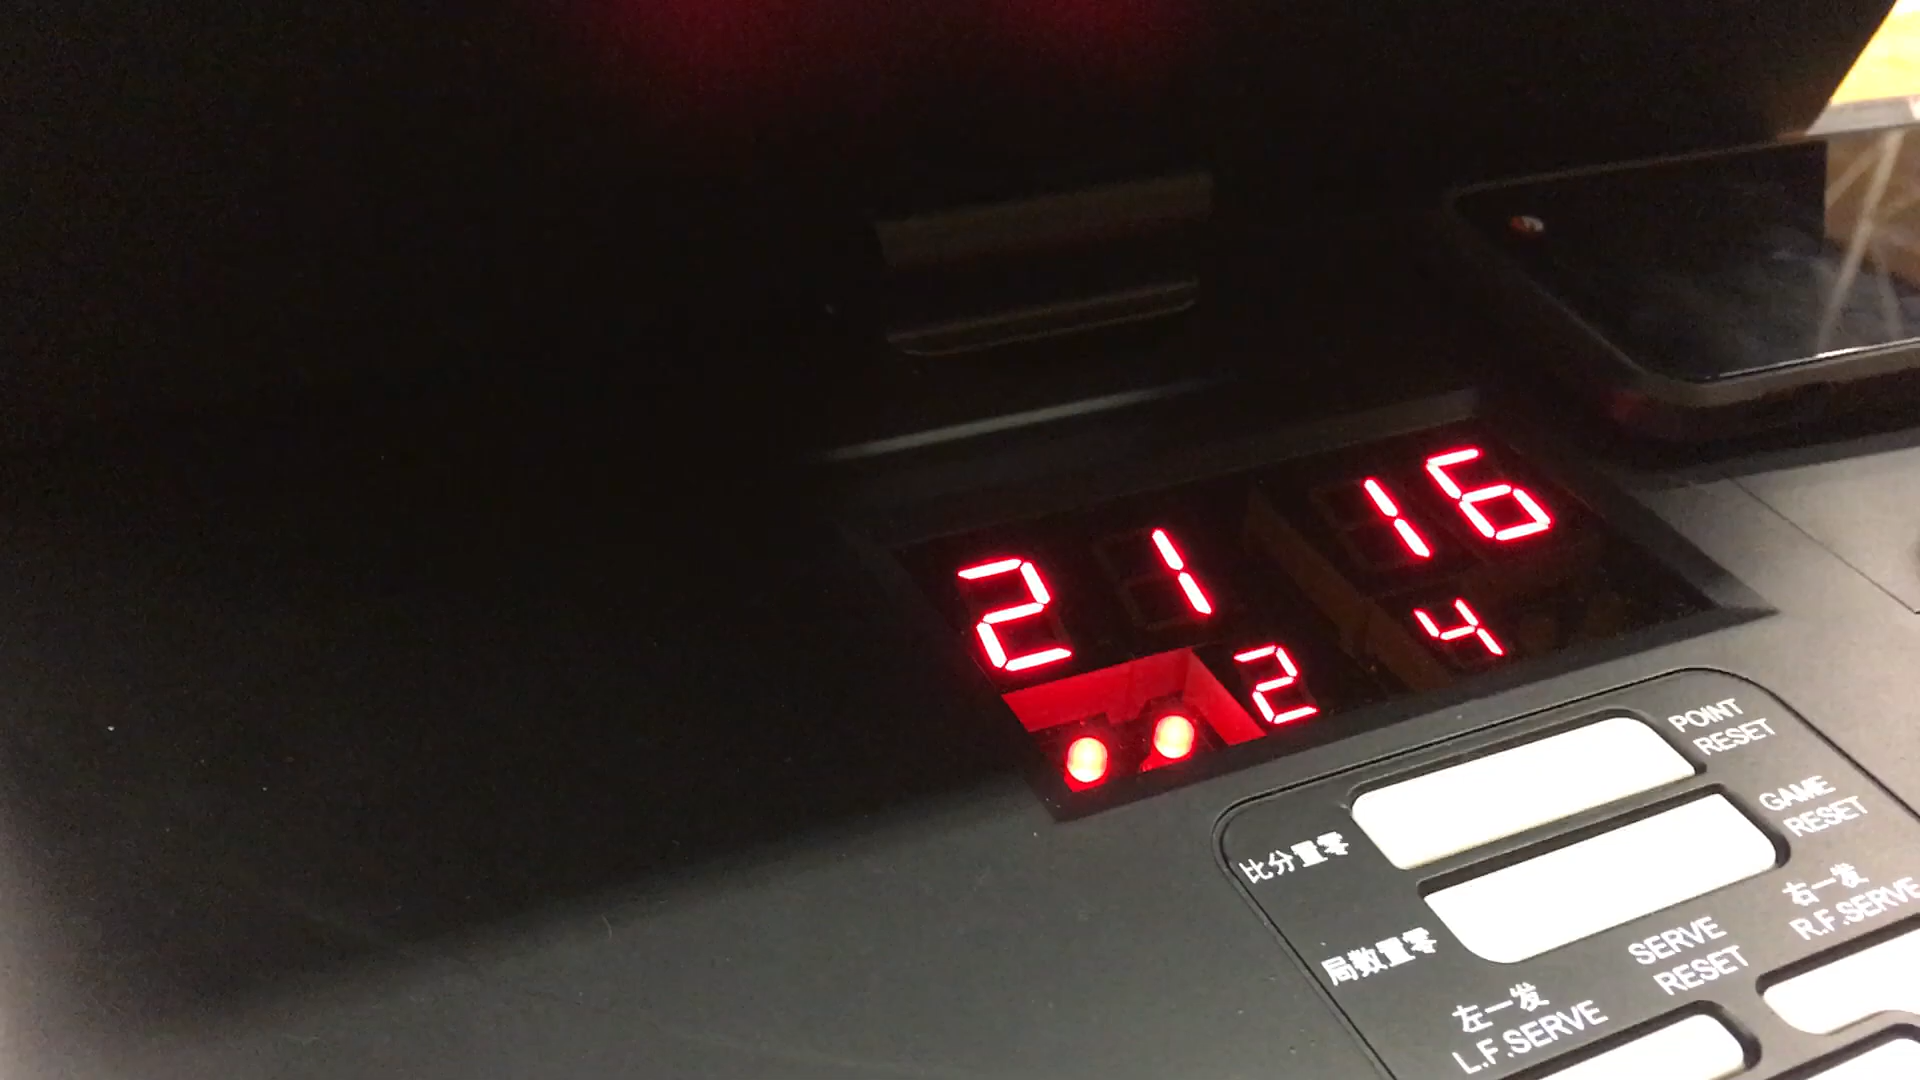 21 16
2 4
POINT
RESET
比分置零
GAME
RESET
局数置零
SERVE
RESET
右一发
R.F.SERVE
左一发
L.F.SERVE